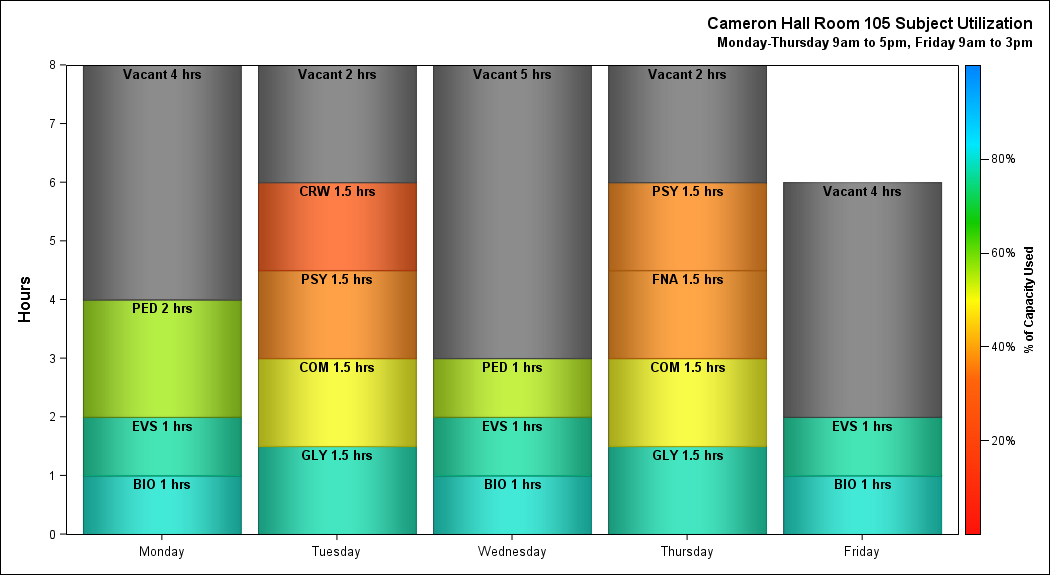 Cameron Hall Room 105 Subject Utilization
Monday-Thursday 9am to 5pm, Friday 9am to 3pm
Hours
8
7
6
5
4
3
2
1
0
Vacant 4 hrs
PED 2 hrs
EVS 1 hrs
BIO 1 hrs
Monday
Vacant 2 hrs
CRW 1.5 hrs
PSY 1.5 hrs
COM 1.5 hrs
GLY 1.5 hrs
Tuesday
Vacant 5 hrs
PED 1 hrs
EVS 1 hrs
BIO 1 hrs
Wednesday
Vacant 2 hrs
PSY 1.5 hrs
FNA 1.5 hrs
COM 1.5 hrs
GLY 1.5 hrs
Thursday
Vacant 4 hrs
EVS 1 hrs
BIO 1 hrs
Friday
80%
60%
40%
20%
% of Capacity Used